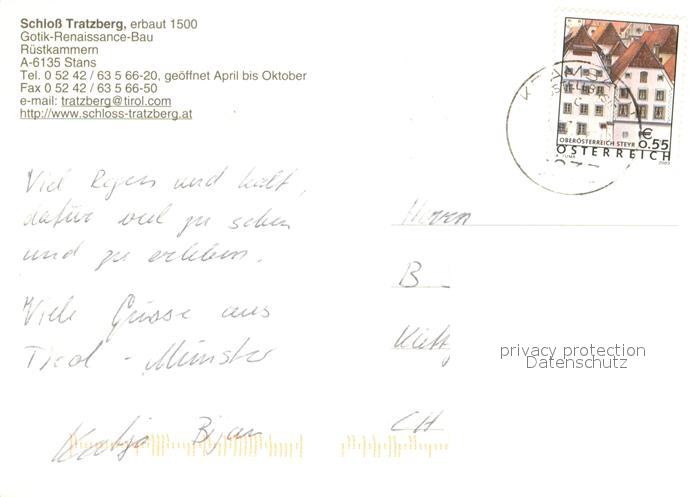 Schloß Tratzberg, erbaut 1500
Gotik-Renaissance-Bau
Rüstkammern
A-6135 Stans
Tel. 0 52 42 / 63 5 66-20, geöffnet April bis Oktober
Fax 0 52 42 / 63 5 66-50
e-mail: tratzberg@tirol.com
http://www.schloss-tratzberg.at
€
0.55
OBERÖSTERREICH STEYR
ÖSTERREICH
Viel Regen und kalt,
dafür viel zu sehen
und zu erleben.
Viele Grüsse aus
Tirol - Münster
Katja Bijan
Herrn
B
CH
privacy protection
Datenschutz